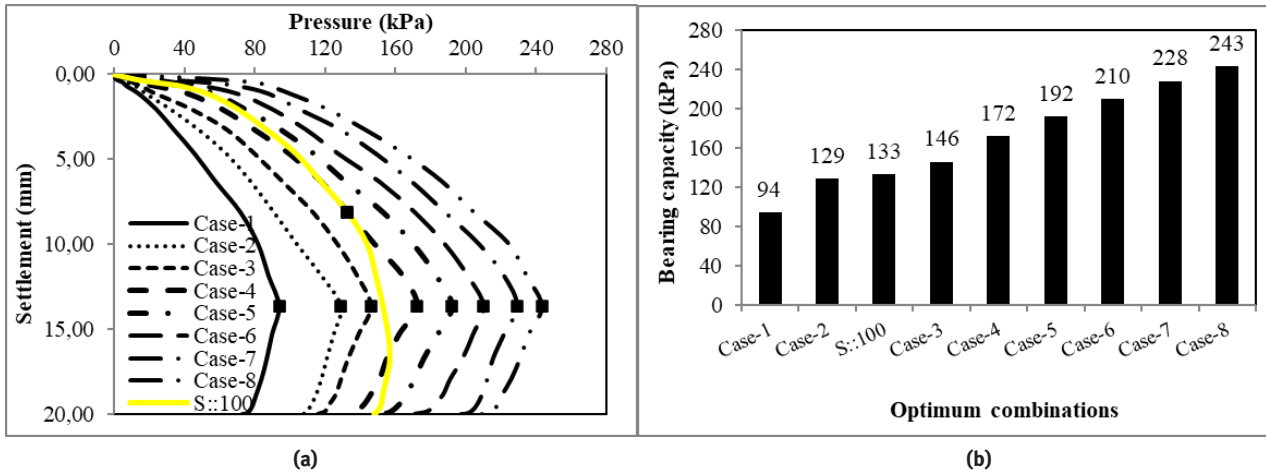 Pressure (kPa)
0 40 80 120 160 200 240 280
0,00
5,00
10,00
15,00
20,00
Settlement (mm)
Case-1
Case-2
Case-3
Case-4
Case-5
Case-6
Case-7
Case-8
S::100
(a)
Bearing capacity (kPa)
280
240
200
160
120
80
40
0
94
129
133
146
172
192
210
228
243
Case-1
Case-2
S::100
Case-3
Case-4
Case-5
Case-6
Case-7
Case-8
Optimum combinations
(b)